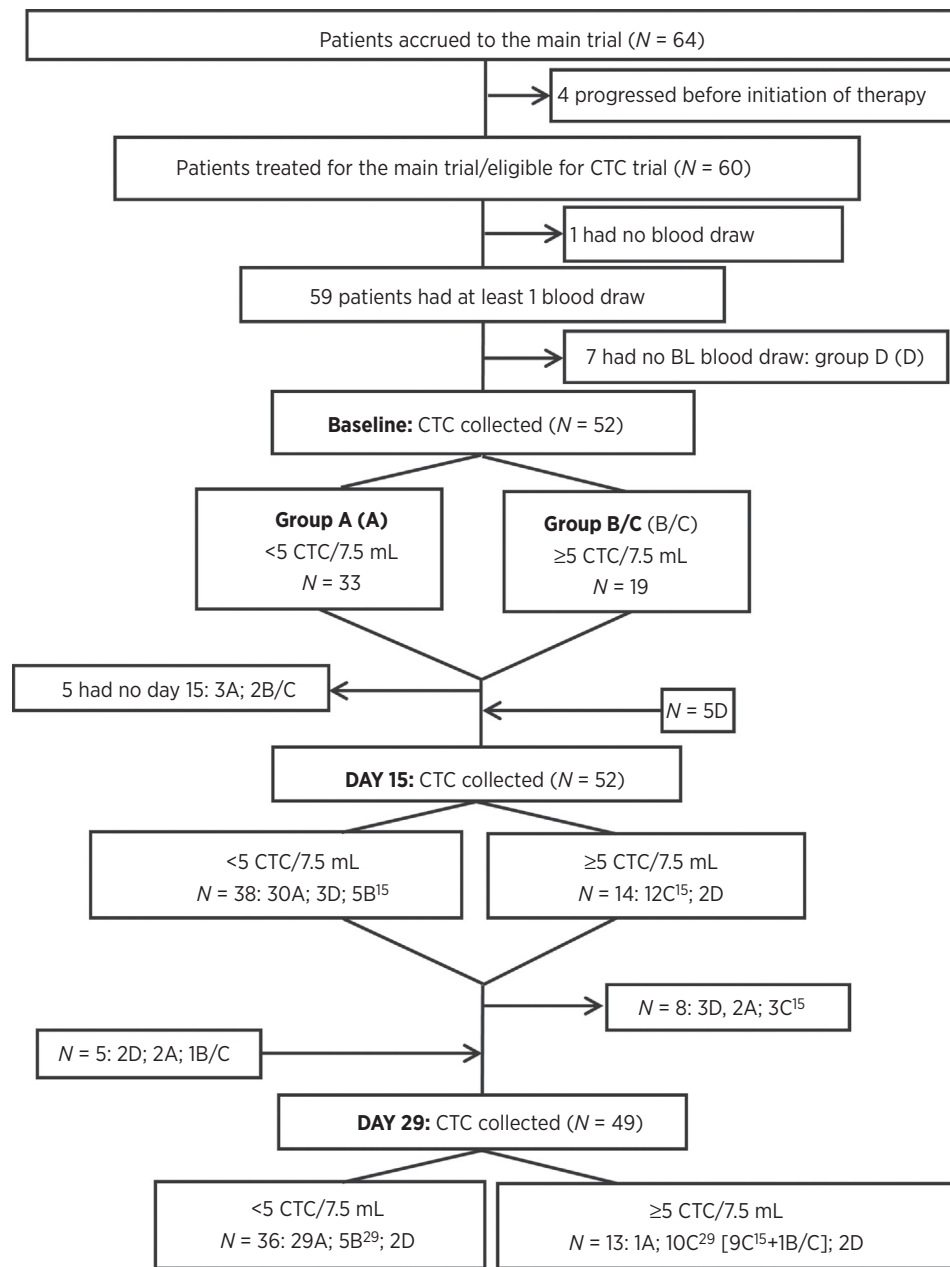 Patients accrued to the main trial (N = 64)
4 progressed before initiation of therapy
Patients treated for the main trial/eligible for CTC trial (N = 60)
1 had no blood draw
59 patients had at least 1 blood draw
7 had no BL blood draw: group D (D)
Baseline: CTC collected (N = 52)
Group A (A)
<5 CTC/7.5 mL
N = 33
Group B/C (B/C)
≥5 CTC/7.5 mL
N = 19
5 had no day 15: 3A; 2B/C
N = 5D
DAY 15: CTC collected (N = 52)
<5 CTC/7.5 mL
N = 38: 30A; 3D; 5B¹⁵
≥5 CTC/7.5 mL
N = 14: 12C¹⁵; 2D
N = 8: 3D, 2A; 3C¹⁵
N = 5: 2D; 2A; 1B/C
DAY 29: CTC collected (N = 49)
<5 CTC/7.5 mL
N = 36: 29A; 5B²⁹; 2D
≥5 CTC/7.5 mL
N = 13: 1A; 10C²⁹ [9C¹⁵+1B/C]; 2D